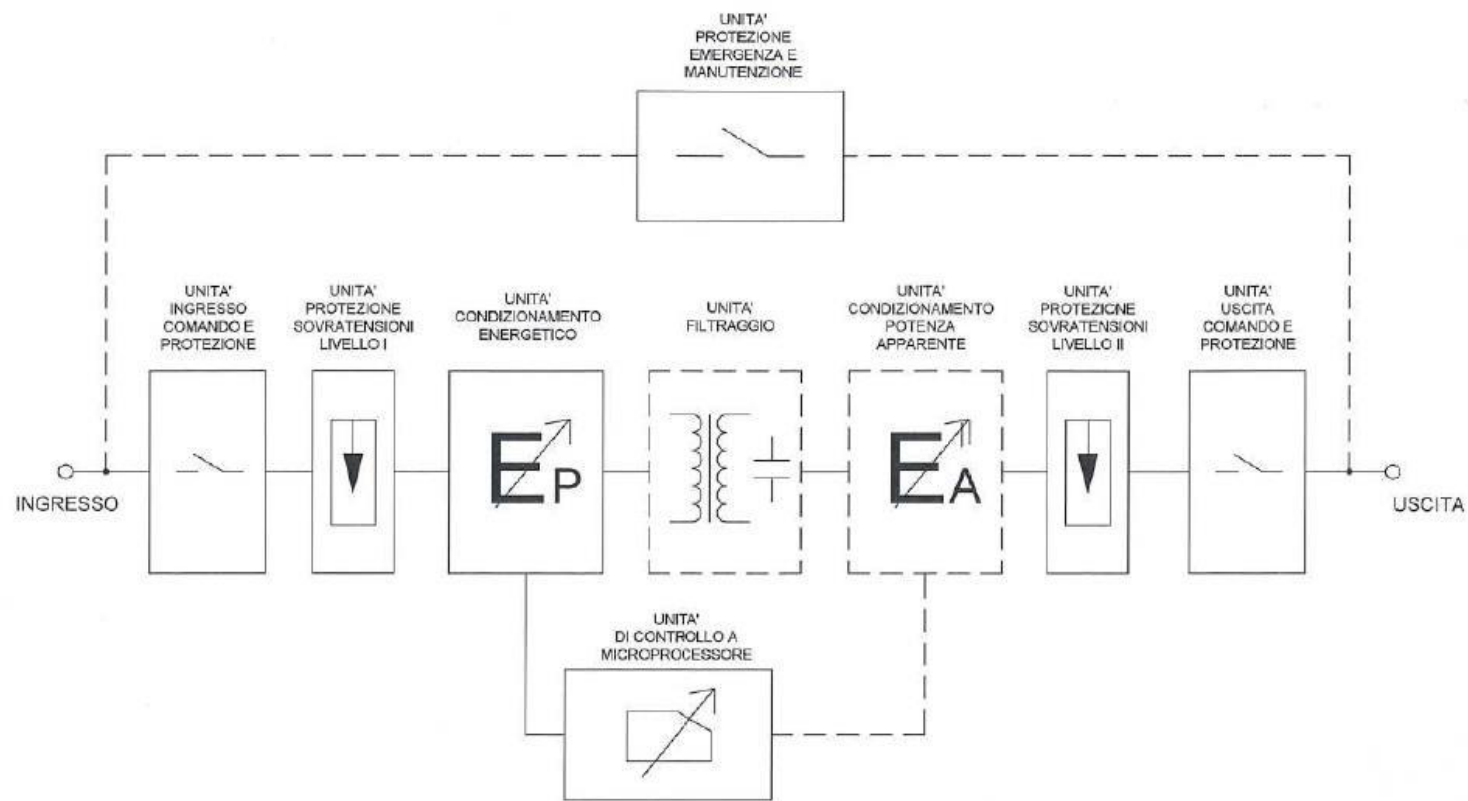 UNITA'
PROTEZIONE
EMERGENZA E
MANUTENZIONE
UNITA'
INGRESSO
COMANDO E
PROTEZIONE
UNITA'
PROTEZIONE
SOVRATENSIONI
LIVELLO I
UNITA'
CONDIZIONAMENTO
ENERGETICO
UNITA'
FILTRAGGIO
UNITA'
CONDIZIONAMENTO
POTENZA
APPARENTE
UNITA'
PROTEZIONE
SOVRATENSIONI
LIVELLO II
UNITA'
USCITA
COMANDO E
PROTEZIONE
INGRESSO
EP
EA
USCITA
UNITA'
DI CONTROLLO A
MICROPROCESSORE